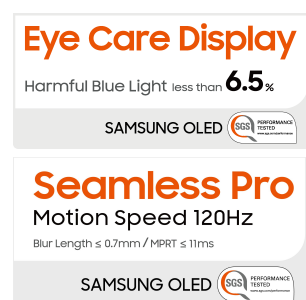 Eye Care Display
Harmful Blue Light less than 6.5%
SAMSUNG OLED SGS PERFORMANCE TESTED
Seamless Pro
Motion Speed 120Hz
Blur Length ≤ 0.7mm / MPRT ≤ 11ms
SAMSUNG OLED SGS PERFORMANCE TESTED